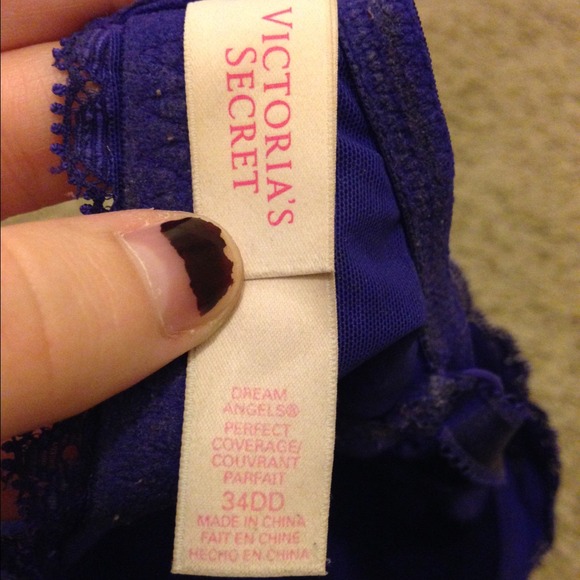 VICTORIA'S
SECRET
DREAM
ANGELS®
PERFECT
COVERAGE/
COUVRANT
PARFAIT
34DD
MADE IN CHINA
FAIT EN CHINE
HECHO EN CHINA